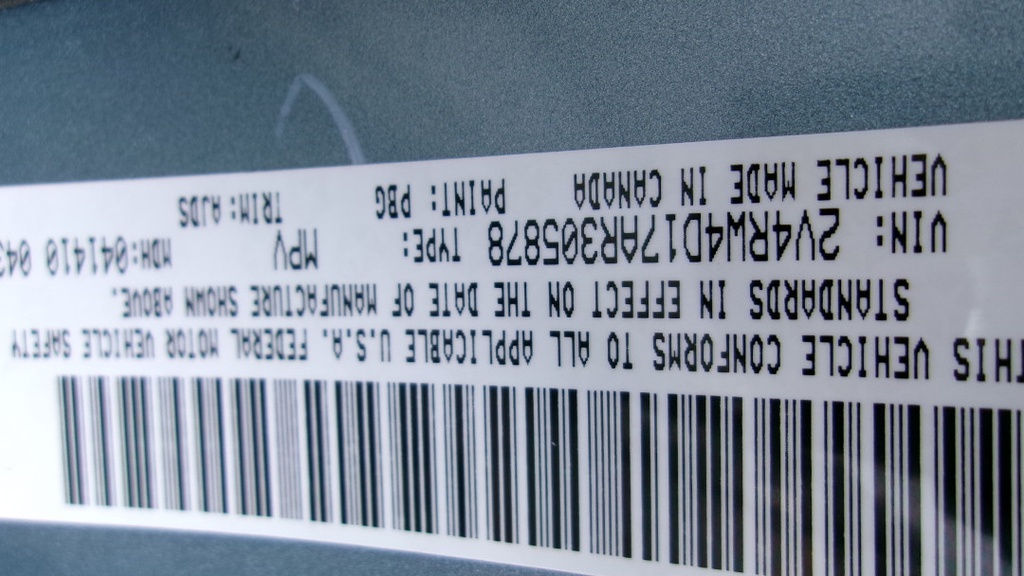 THIS VEHICLE CONFORMS TO ALL APPLICABLE U.S.A. FEDERAL MOTOR VEHICLE SAFETY
STANDARDS IN EFFECT ON THE DATE OF MANUFACTURE SHOWN ABOVE.
VIN: 2V4RW4D17AR305878 TYPE: MPV MDH:041410 043
VEHICLE MADE IN CANADA PAINT: PBG TRIM:AJDS